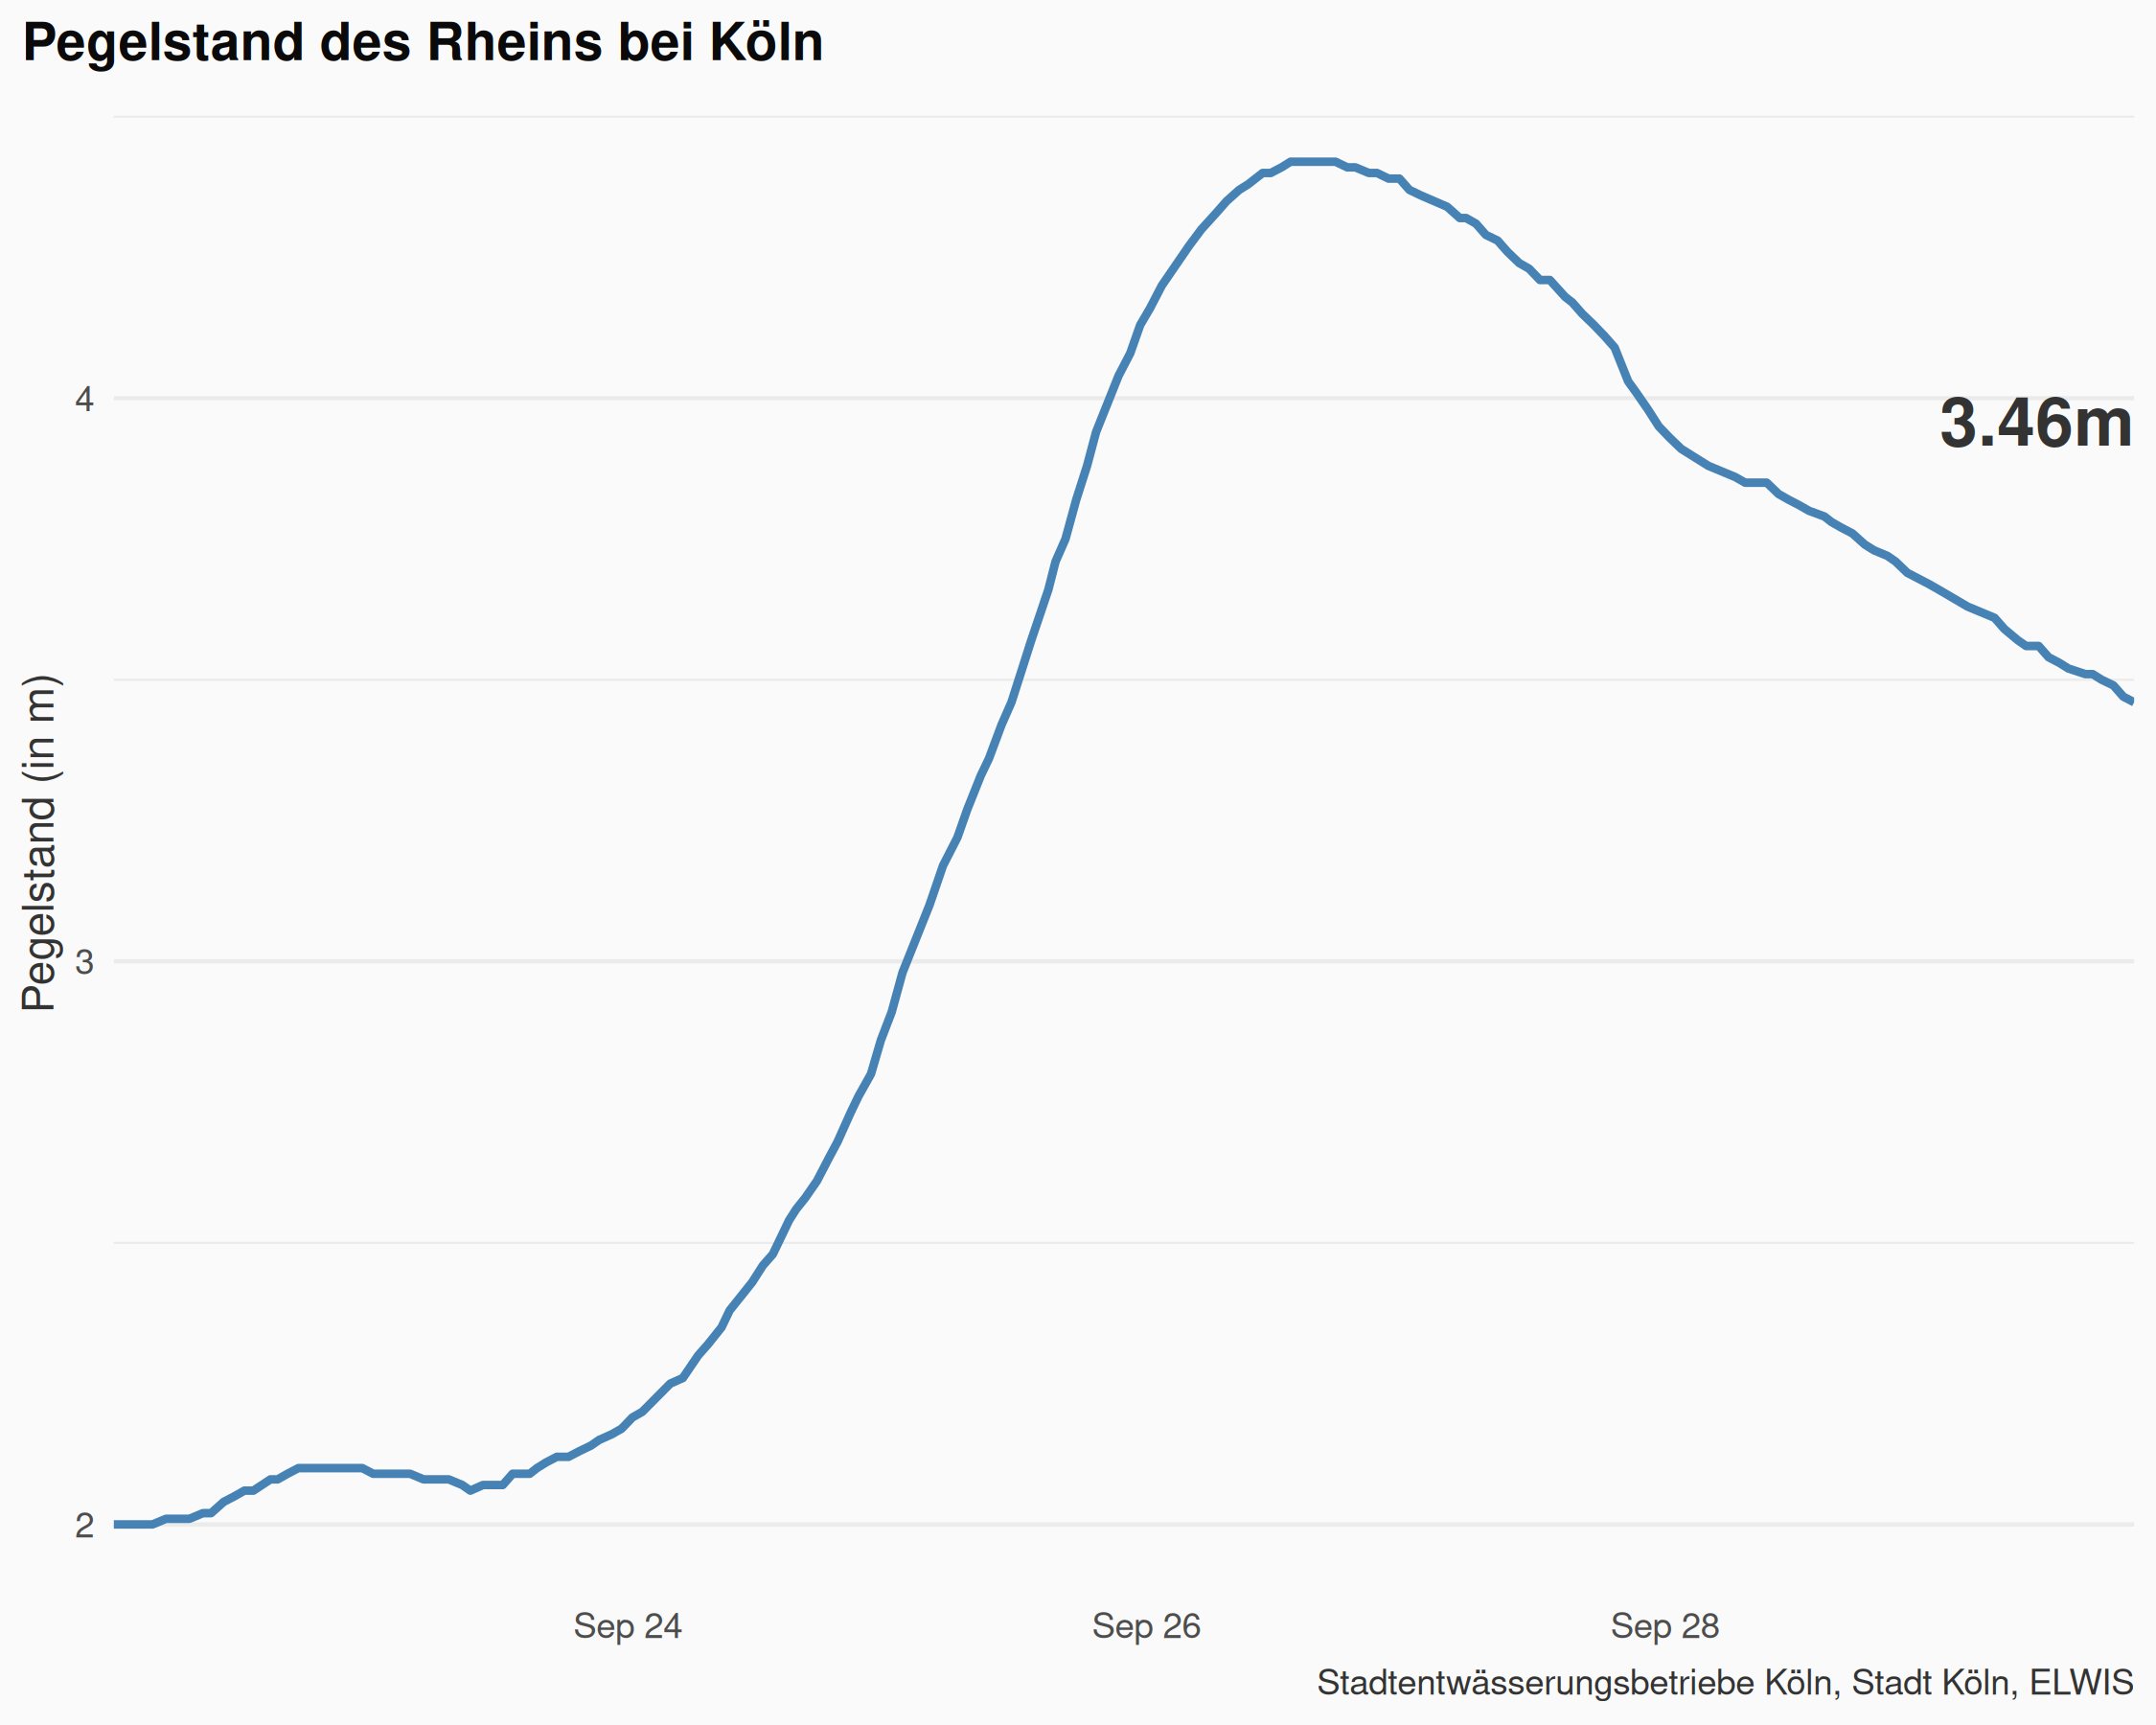 Pegelstand des Rheins bei Köln
Pegelstand (in m)
4
3
2
3.46m
Sep 24
Sep 26
Sep 28
Stadtentwässerungsbetriebe Köln, Stadt Köln, ELWIS